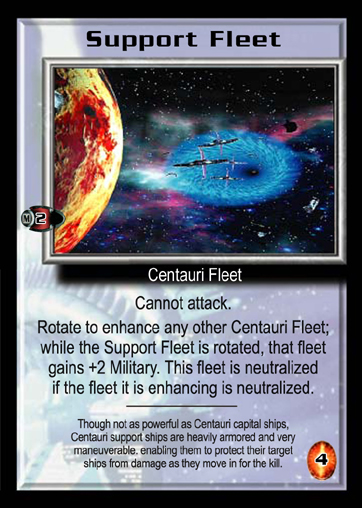 Support Fleet
M 2
Centauri Fleet
Cannot attack.
Rotate to enhance any other Centauri Fleet;
while the Support Fleet is rotated, that fleet
gains +2 Military. This fleet is neutralized
if the fleet it is enhancing is neutralized.
Though not as powerful as Centauri capital ships,
Centauri support ships are heavily armored and very
maneuverable, enabling them to protect their target
ships from damage as they move in for the kill.
4